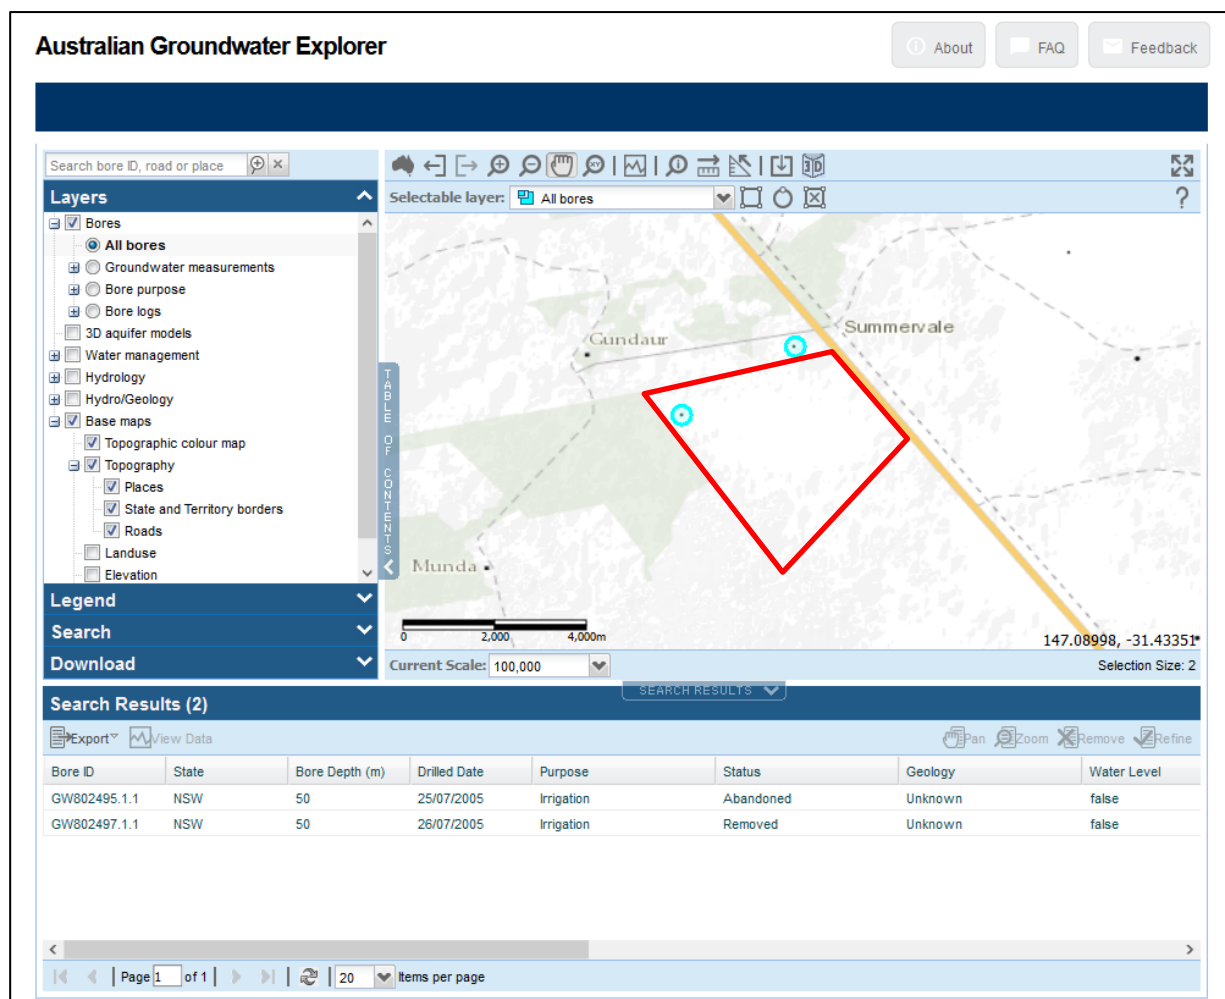 Australian Groundwater Explorer
About
FAQ
Feedback
Search bore ID, road or place
Layers
Bores
All bores
Groundwater measurements
Bore purpose
Bore logs
3D aquifer models
Water management
Hydrology
Hydro/Geology
Base maps
Topographic colour map
Topography
Places
State and Territory borders
Roads
Landuse
Elevation
Legend
Search
Download
TABLE OF CONTENTS
XY
3D
Selectable layer: All bores
?
Summervale
Gundaur
Munda
0 2,000 4,000m
147.08998, -31.43351
Current Scale: 100,000
Selection Size: 2
SEARCH RESULTS
Search Results (2)
Export View Data Pan Zoom Remove Refine
Bore ID State Bore Depth (m) Drilled Date Purpose Status Geology Water Level
GW802495.1.1 NSW 50 25/07/2005 Irrigation Abandoned Unknown false
GW802497.1.1 NSW 50 26/07/2005 Irrigation Removed Unknown false
Page 1 of 1 20 Items per page